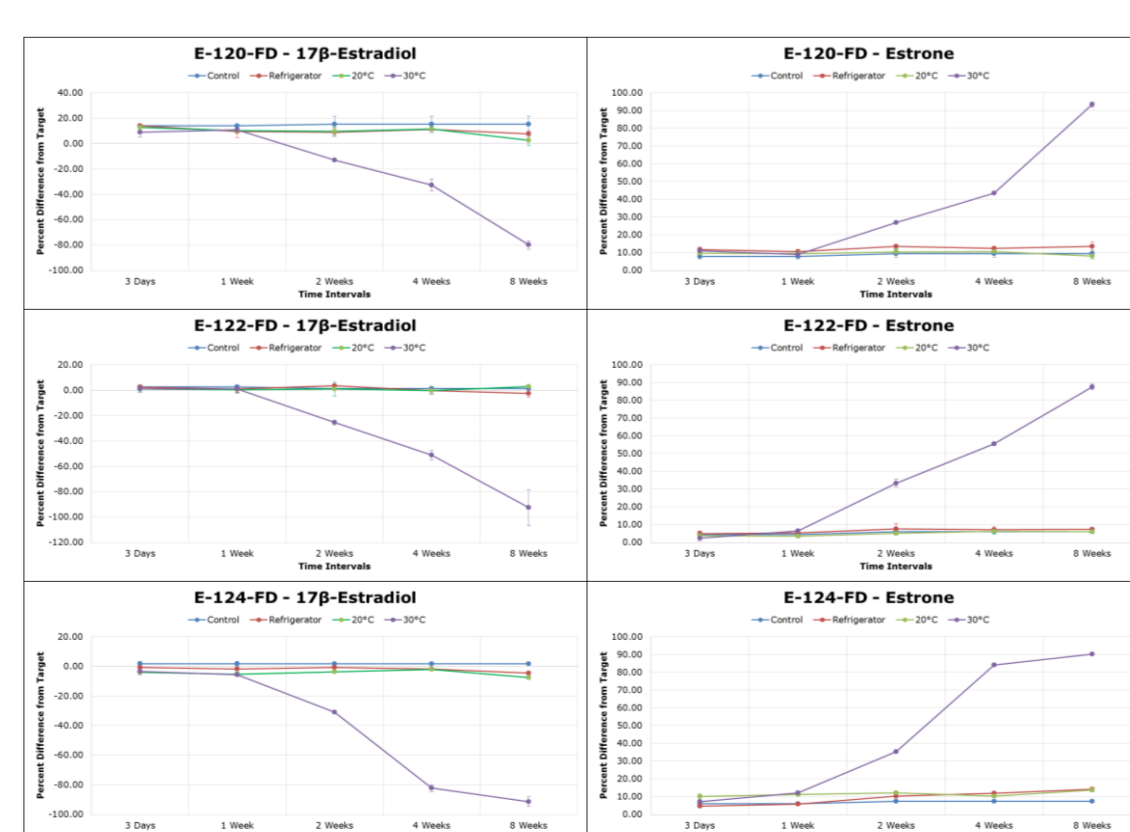 E-120-FD - 17β-Estradiol
Control Refrigerator 20°C 30°C
Percent Difference from Target
40.00
20.00
0.00
-20.00
-40.00
-60.00
-80.00
-100.00
3 Days 1 Week 2 Weeks 4 Weeks 8 Weeks
Time Intervals
E-120-FD - Estrone
Control Refrigerator 20°C 30°C
Percent Difference from Target
100.00
90.00
80.00
70.00
60.00
50.00
40.00
30.00
20.00
10.00
0.00
3 Days 1 Week 2 Weeks 4 Weeks 8 Weeks
Time Intervals
E-122-FD - 17β-Estradiol
Control Refrigerator 20°C 30°C
Percent Difference from Target
20.00
0.00
-20.00
-40.00
-60.00
-80.00
-100.00
-120.00
3 Days 1 Week 2 Weeks 4 Weeks 8 Weeks
Time Intervals
E-122-FD - Estrone
Control Refrigerator 20°C 30°C
Percent Difference from Target
100.00
90.00
80.00
70.00
60.00
50.00
40.00
30.00
20.00
10.00
0.00
3 Days 1 Week 2 Weeks 4 Weeks 8 Weeks
Time Intervals
E-124-FD - 17β-Estradiol
Control Refrigerator 20°C 30°C
Percent Difference from Target
20.00
0.00
-20.00
-40.00
-60.00
-80.00
-100.00
3 Days 1 Week 2 Weeks 4 Weeks 8 Weeks
E-124-FD - Estrone
Control Refrigerator 20°C 30°C
Percent Difference from Target
100.00
90.00
80.00
70.00
60.00
50.00
40.00
30.00
20.00
10.00
0.00
3 Days 1 Week 2 Weeks 4 Weeks 8 Weeks